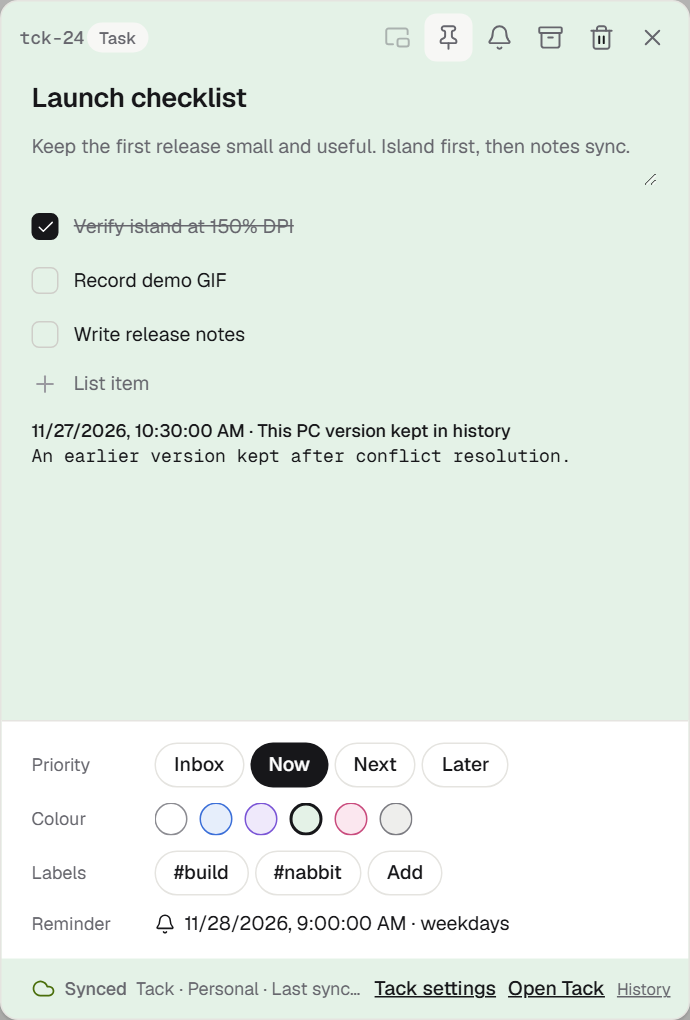 tck-24 Task
Launch checklist
Keep the first release small and useful. Island first, then notes sync.
Verify island at 150% DPI
Record demo GIF
Write release notes
List item
11/27/2026, 10:30:00 AM · This PC version kept in history
An earlier version kept after conflict resolution.
Priority Inbox Now Next Later
Colour
Labels #build #nabbit Add
Reminder 11/28/2026, 9:00:00 AM · weekdays
Synced Tack · Personal · Last sync... Tack settings Open Tack History